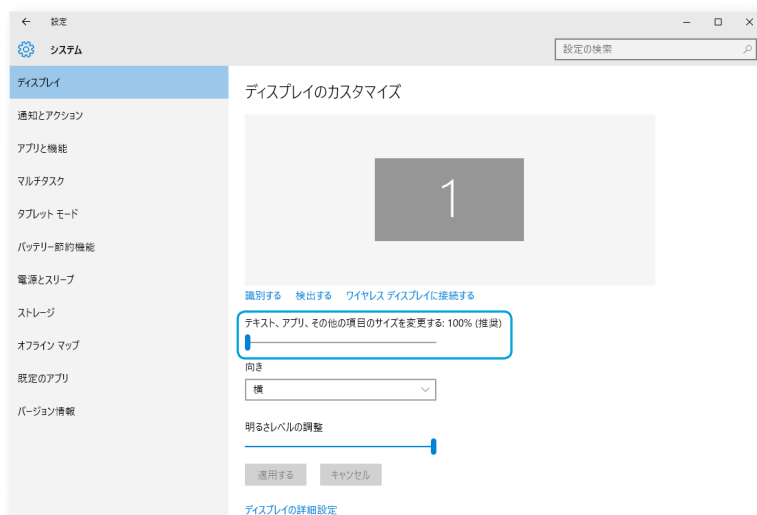 設定
システム
設定の検索
ディスプレイ
通知とアクション
アプリと機能
マルチタスク
タブレット モード
バッテリー節約機能
電源とスリープ
ストレージ
オフライン マップ
既定のアプリ
バージョン情報
ディスプレイのカスタマイズ
1
識別する 検出する ワイヤレス ディスプレイに接続する
テキスト、アプリ、その他の項目のサイズを変更する: 100% (推奨)
向き
横
明るさレベルの調整
適用する キャンセル
ディスプレイの詳細設定